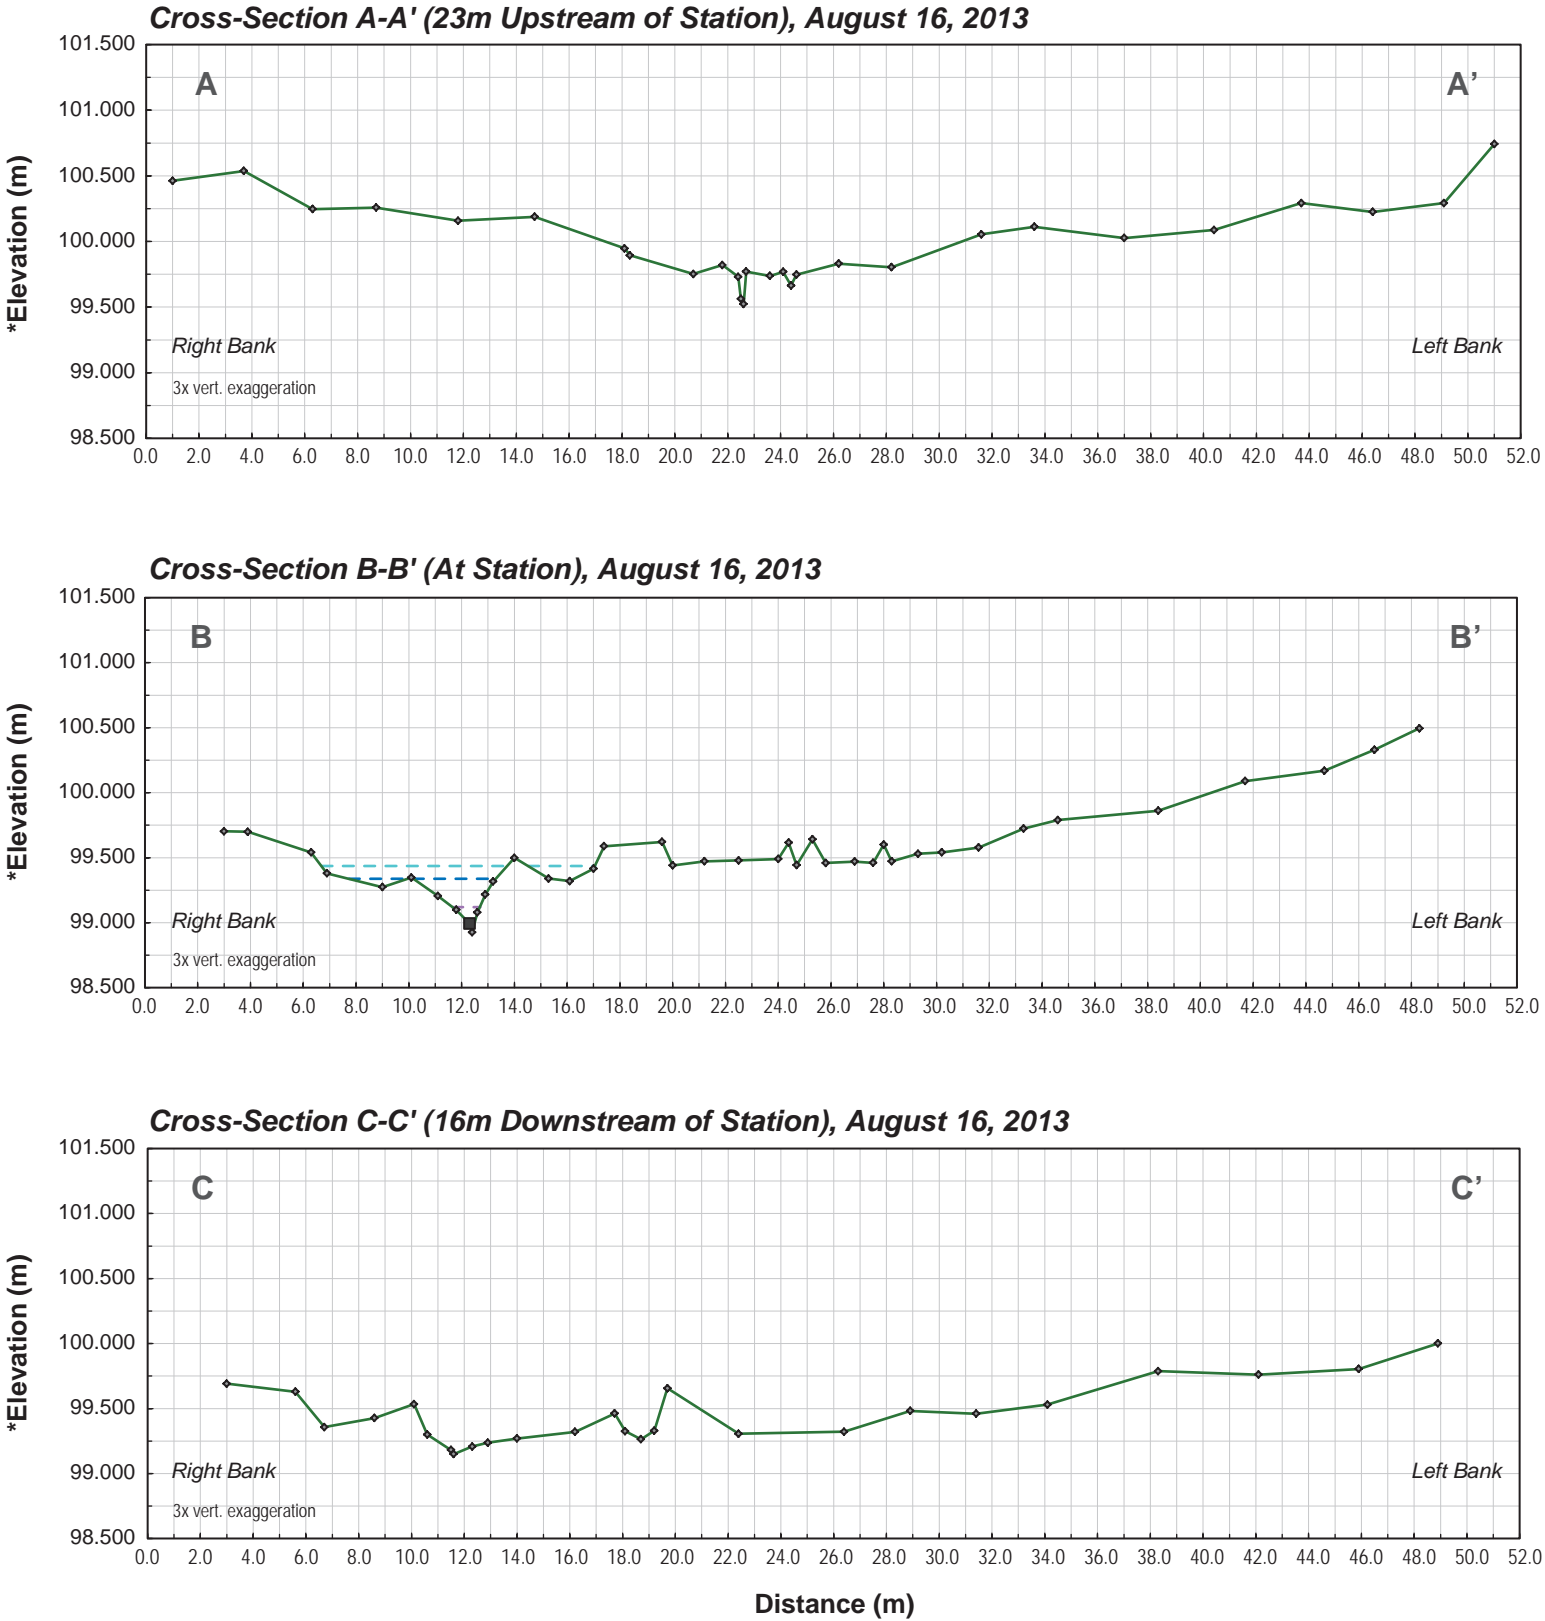 Cross-Section A-A' (23m Upstream of Station), August 16, 2013
101.500
101.000
100.500
100.000
99.500
99.000
98.500
*Elevation (m)
A
A’
Right Bank
Left Bank
3x vert. exaggeration
0.0 2.0 4.0 6.0 8.0 10.0 12.0 14.0 16.0 18.0 20.0 22.0 24.0 26.0 28.0 30.0 32.0 34.0 36.0 38.0 40.0 42.0 44.0 46.0 48.0 50.0 52.0
Cross-Section B-B' (At Station), August 16, 2013
101.500
101.000
100.500
100.000
99.500
99.000
98.500
*Elevation (m)
B
B’
Right Bank
Left Bank
3x vert. exaggeration
0.0 2.0 4.0 6.0 8.0 10.0 12.0 14.0 16.0 18.0 20.0 22.0 24.0 26.0 28.0 30.0 32.0 34.0 36.0 38.0 40.0 42.0 44.0 46.0 48.0 50.0 52.0
Cross-Section C-C' (16m Downstream of Station), August 16, 2013
101.500
101.000
100.500
100.000
99.500
99.000
98.500
*Elevation (m)
C
C’
Right Bank
Left Bank
3x vert. exaggeration
0.0 2.0 4.0 6.0 8.0 10.0 12.0 14.0 16.0 18.0 20.0 22.0 24.0 26.0 28.0 30.0 32.0 34.0 36.0 38.0 40.0 42.0 44.0 46.0 48.0 50.0 52.0
Distance (m)